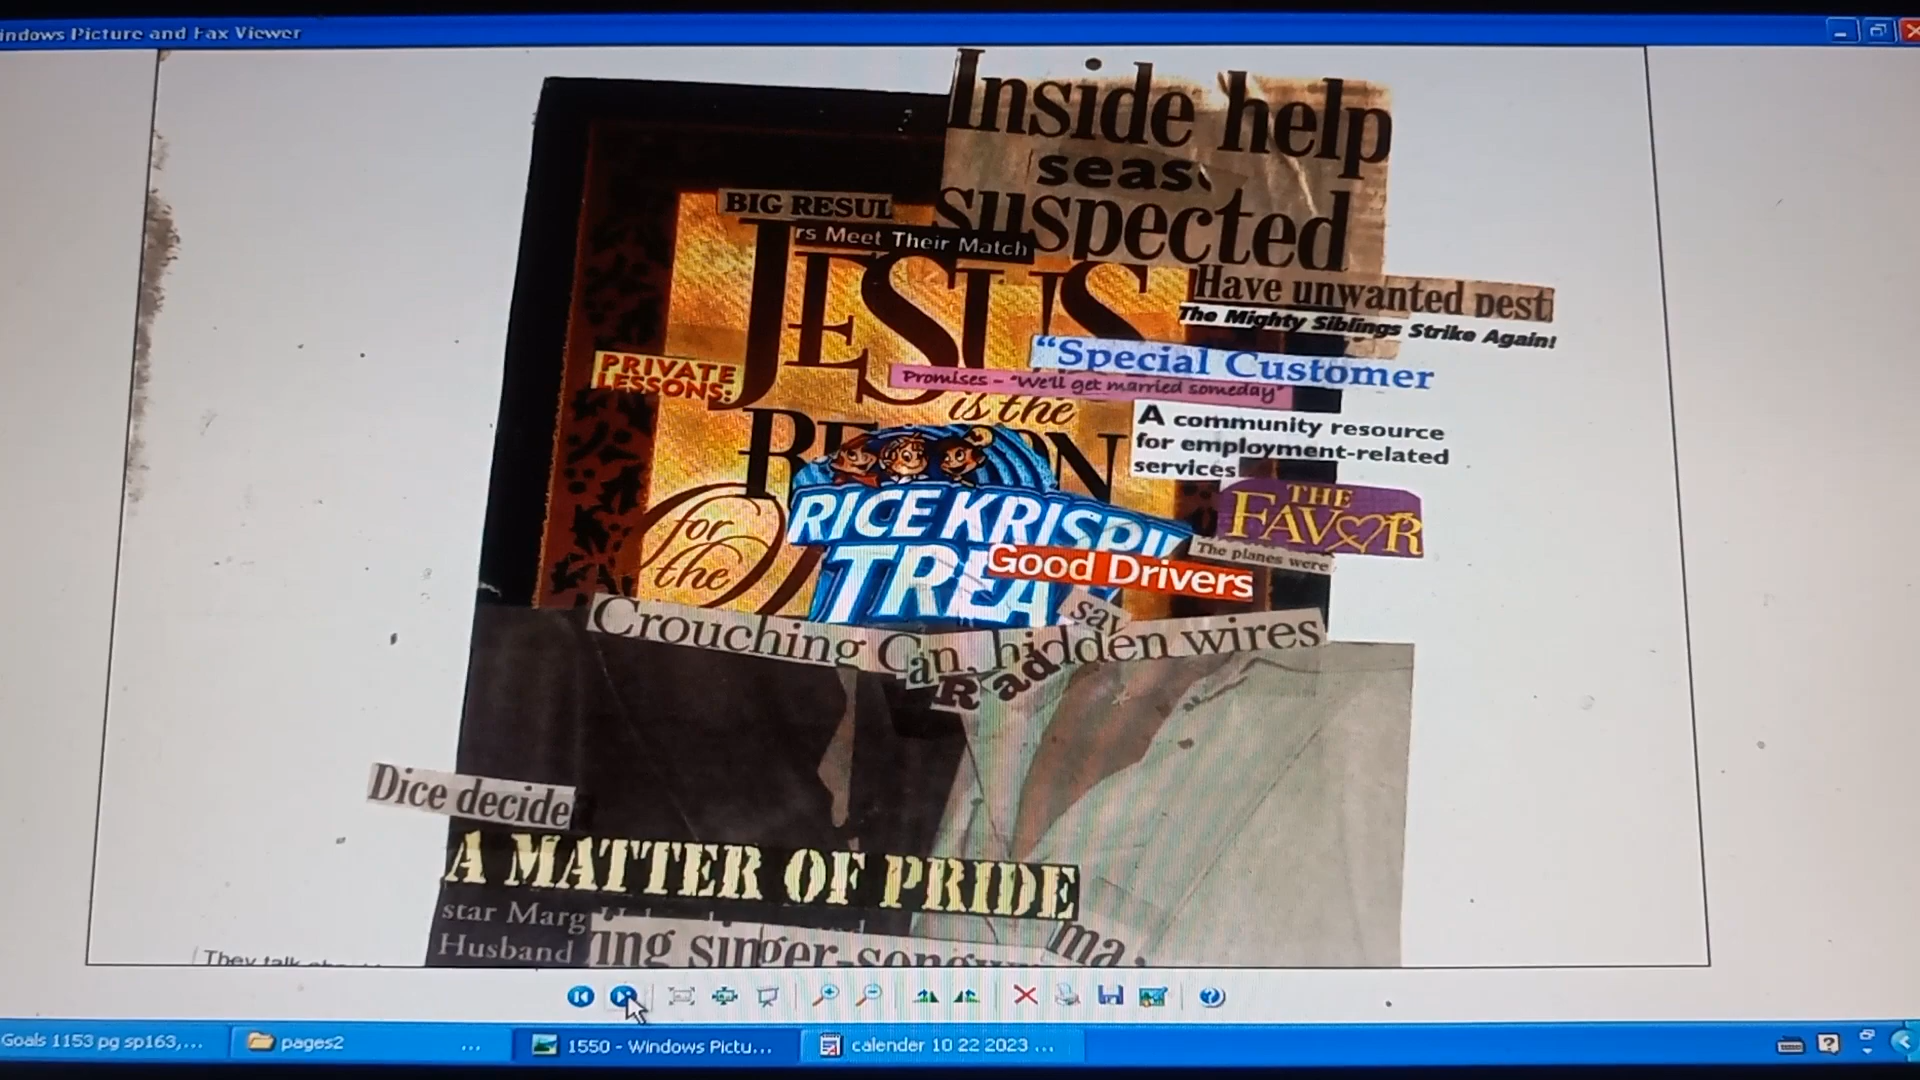 indows Picture and Fax Viewer
Inside help
seas
suspected
BIG RESUL
rs Meet Their Match
JESUS
Have unwanted pest
The Mighty Siblings Strike Again!
"Special Customer
PRIVATE
LESSONS:
Promises - "We'll get married someday"
is the
A community resource
for employment-related
services
RE ON
THE
FAVOR
for
the
RICE KRISPI
TREA
Good Drivers
The planes were
say
Crouching Can, hidden wires
Rad
Dice decide
A MATTER OF PRIDE
star Marg
Husband
ing singer-songw
ma
They talk
Goals 1153 pg sp163,...
pages2
...
1550 - Windows Pictu...
calender 10 22 2023 ...